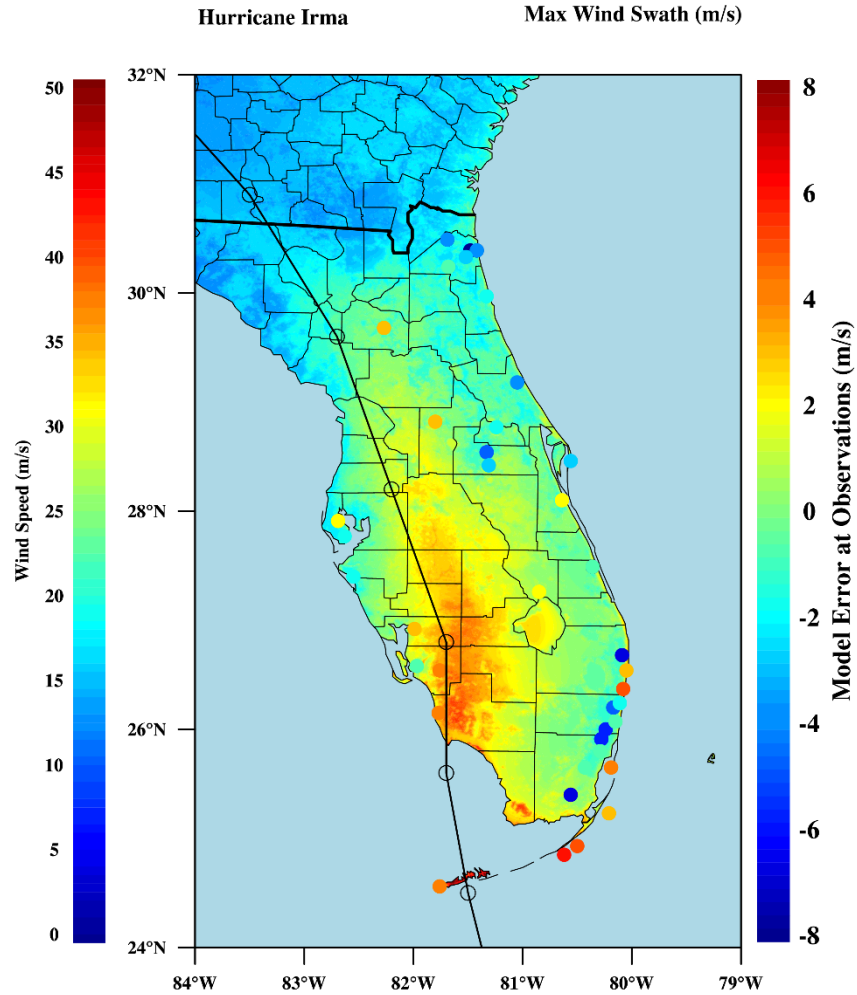 Hurricane Irma
Max Wind Swath (m/s)
Wind Speed (m/s)
50
45
40
35
30
25
20
15
10
5
0
32°N
30°N
28°N
26°N
24°N
84°W
83°W
82°W
81°W
80°W
79°W
8
6
4
2
0
-2
-4
-6
-8
Model Error at Observations (m/s)